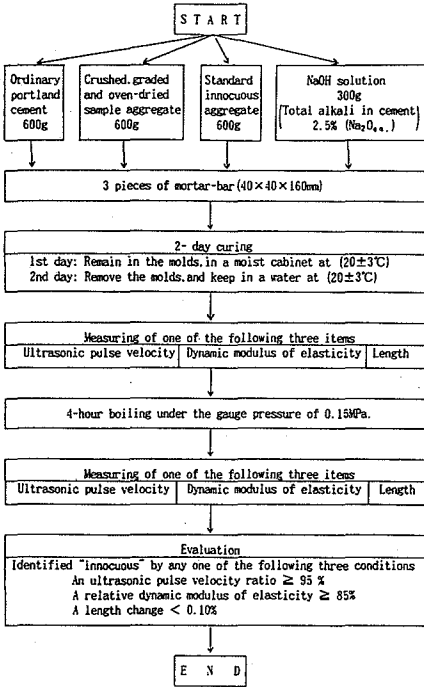 S T A R T
Ordinary
portland
cement
600g
Crushed.graded
and oven-dried
sample aggregate
600g
Standard
innocuous
aggregate
600g
NaOH solution
300g
(Total alkali in cement
2.5% (Na₂Oeq.))
3 pieces of mortar-bar(40×40×160mm)
2- day curing
1st day: Remain in the molds.in a moist cabinet at (20±3℃)
2nd day: Remove the molds.and keep in a water at (20±3℃)
Measuring of one of the following three items
Ultrasonic pulse velocity Dynamic modulus of elasticity Length
4-hour boiling under the gauge pressure of 0.15MPa.
Measuring of one of the following three items
Ultrasonic pulse velocity Dynamic modulus of elasticity Length
Evaluation
Identified "innocuous" by any one of the following three conditions
An ultrasonic pulse velocity ratio ≧ 95 %
A relative dynamic modulus of elasticity ≧ 85%
A length change < 0.10%
E N D